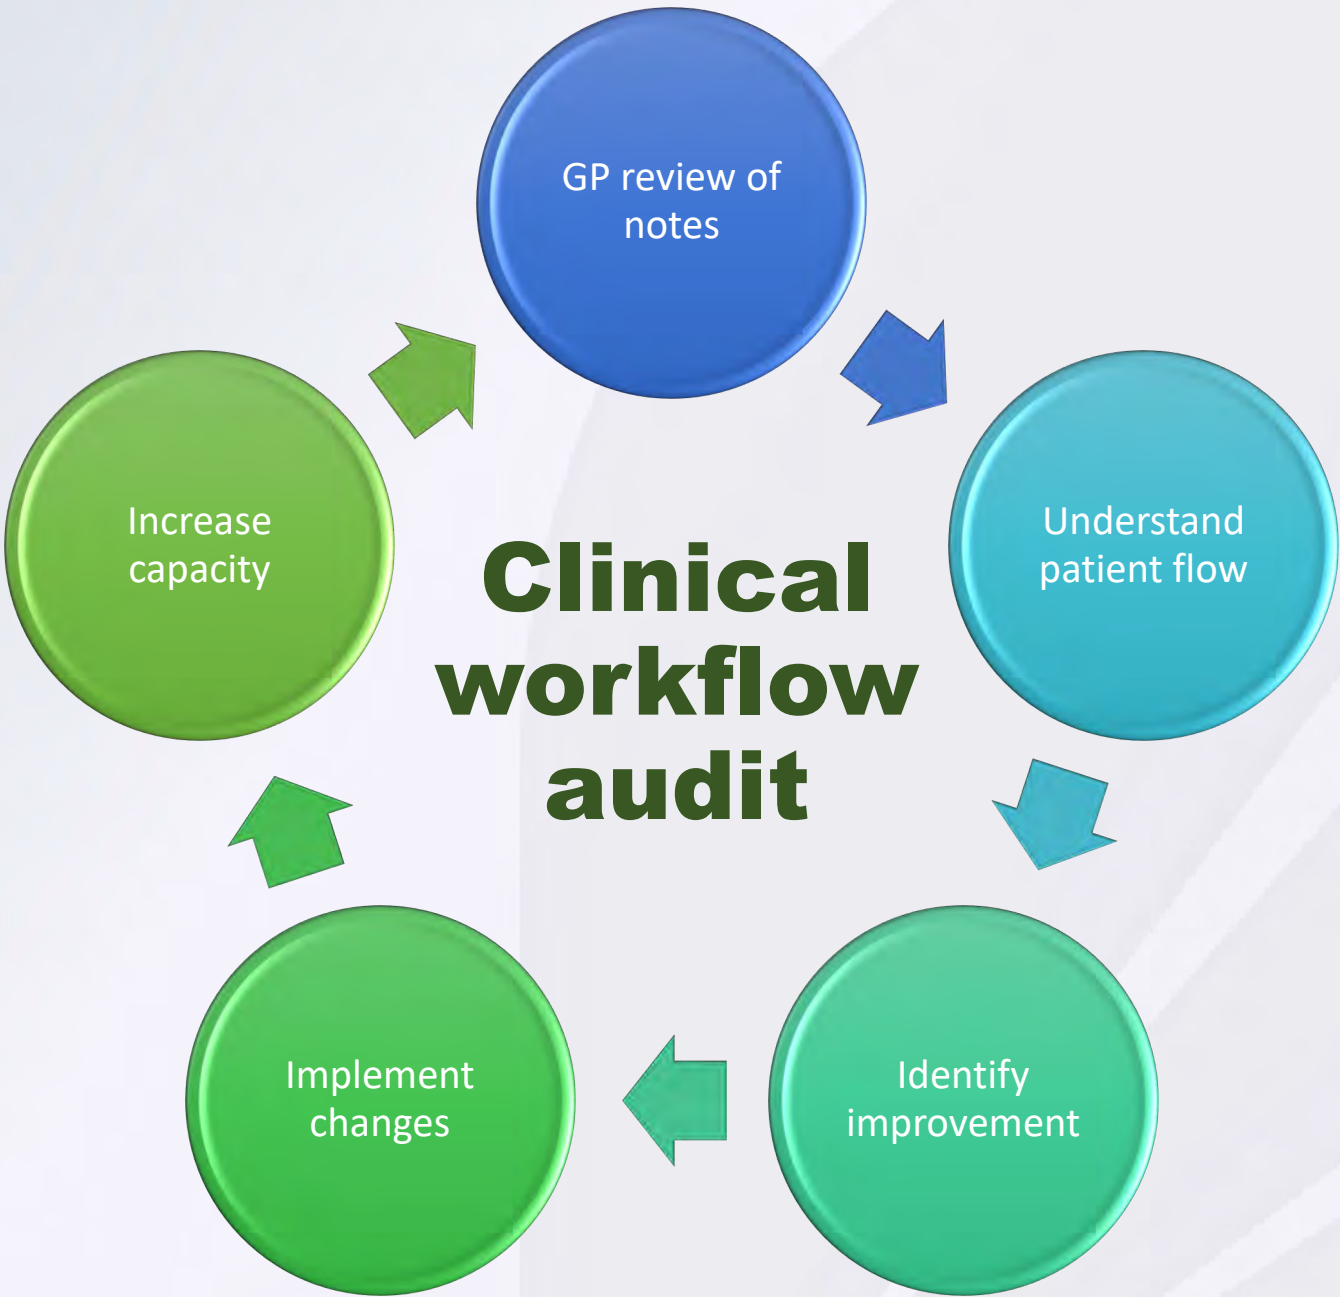 GP review of
notes
Understand
patient flow
Identify
improvement
Implement
changes
Increase
capacity
Clinical
workflow
audit